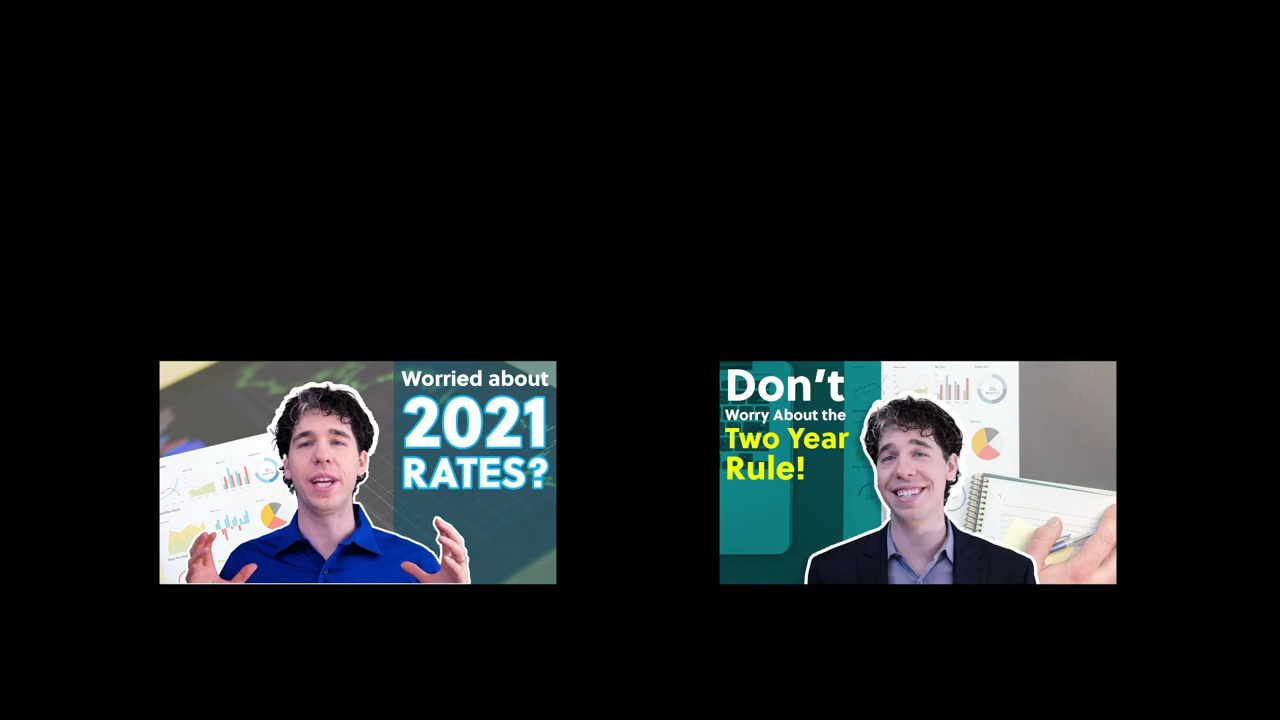 Worried about
2021
RATES?
Don't
Worry About the
Two Year
Rule!